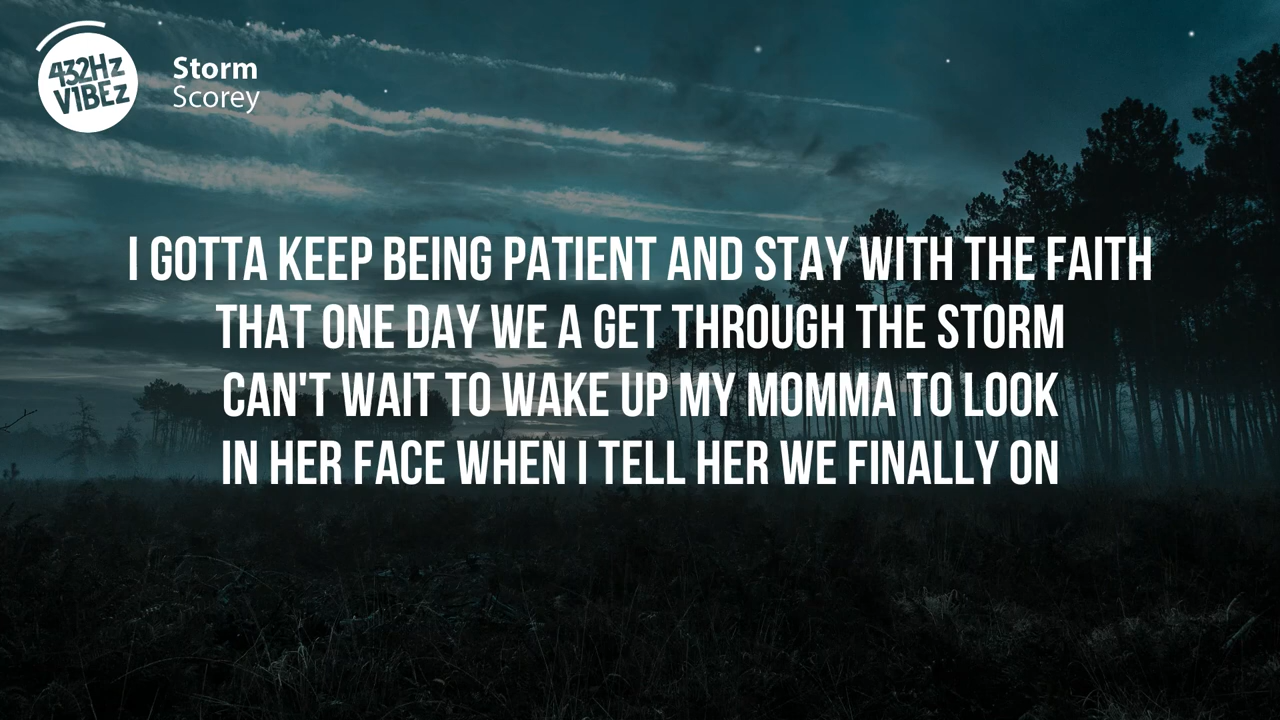 432Hz
V1BEZ
Storm
Scorey
I GOTTA KEEP BEING PATIENT AND STAY WITH THE FAITH
THAT ONE DAY WE A GET THROUGH THE STORM
CAN'T WAIT TO WAKE UP MY MOMMA TO LOOK
IN HER FACE WHEN I TELL HER WE FINALLY ON